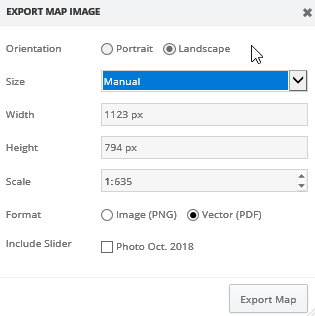 EXPORT MAP IMAGE
Orientation Portrait Landscape
Size Manual
Width 1123 px
Height 794 px
Scale 1:635
Format Image (PNG) Vector (PDF)
Include Slider Photo Oct. 2018
Export Map